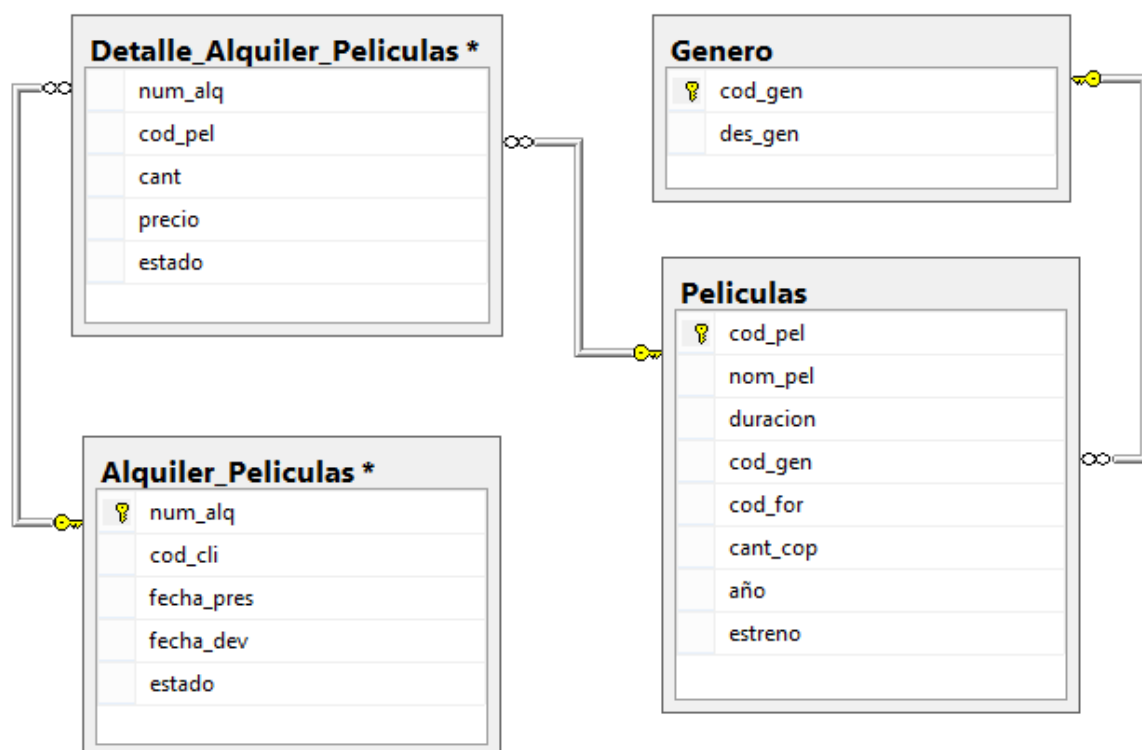 Detalle_Alquiler_Peliculas *
num_alq
cod_pel
cant
precio
estado
Genero
cod_gen
des_gen
Peliculas
cod_pel
nom_pel
duracion
cod_gen
cod_for
cant_cop
año
estreno
Alquiler_Peliculas *
num_alq
cod_cli
fecha_pres
fecha_dev
estado